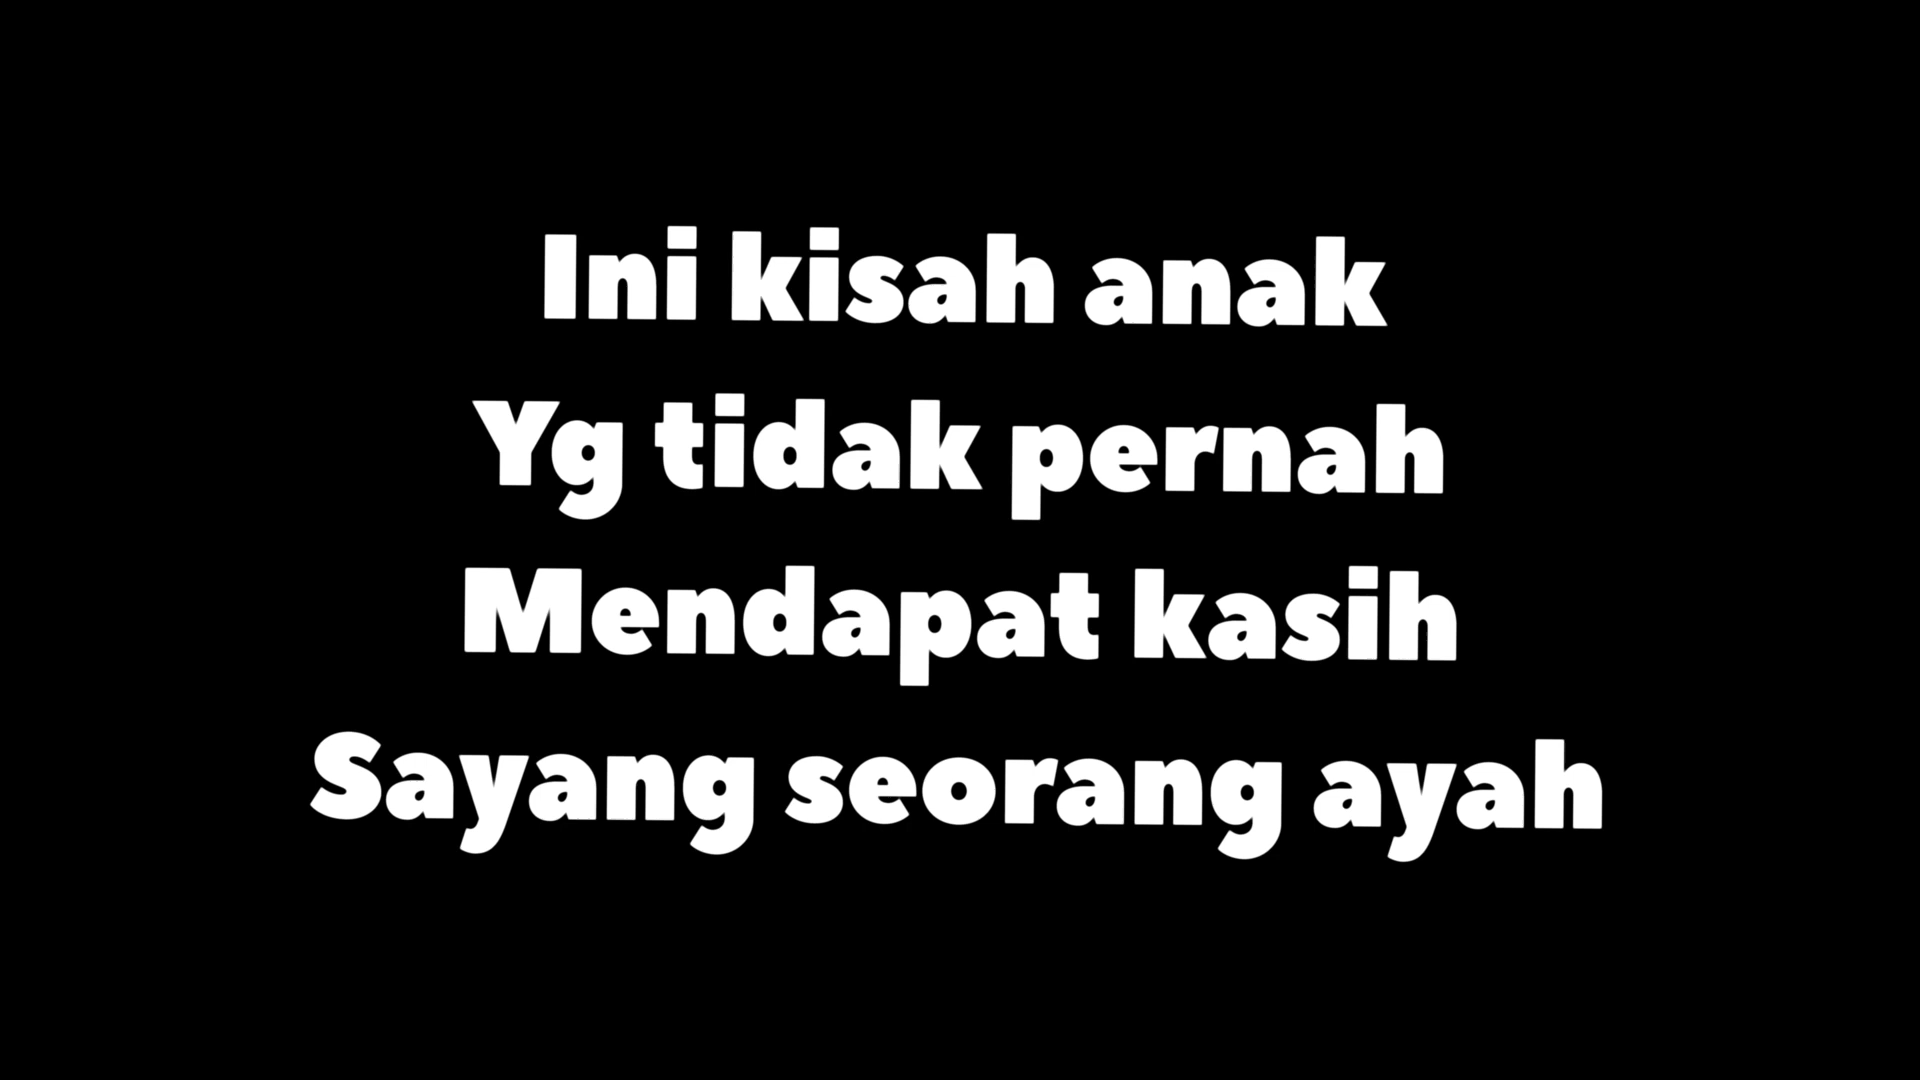 Ini kisah anak
Yg tidak pernah
Mendapat kasih
Sayang seorang ayah